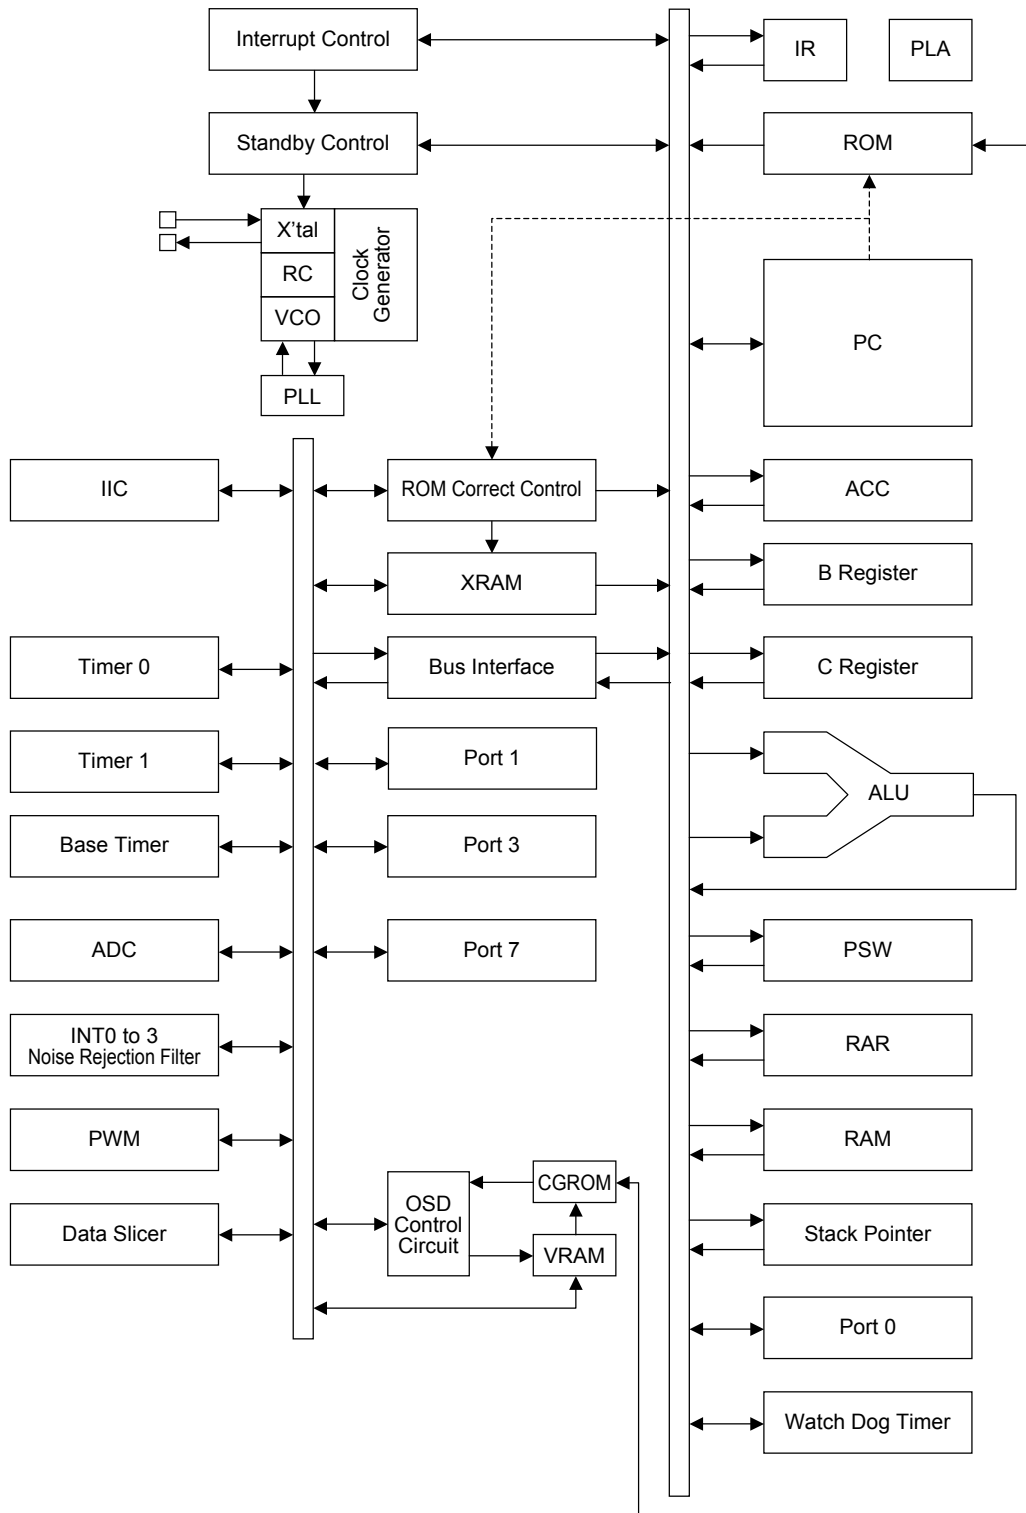 Interrupt Control
IR
PLA
Standby Control
ROM
X'tal
RC
VCO
Clock
Generator
PLL
PC
IIC
ROM Correct Control
ACC
XRAM
B Register
Timer 0
Bus Interface
C Register
Timer 1
Port 1
ALU
Base Timer
Port 3
ADC
Port 7
PSW
INT0 to 3
Noise Rejection Filter
RAR
PWM
RAM
OSD
Control
Circuit
CGROM
VRAM
Data Slicer
Stack Pointer
Port 0
Watch Dog Timer